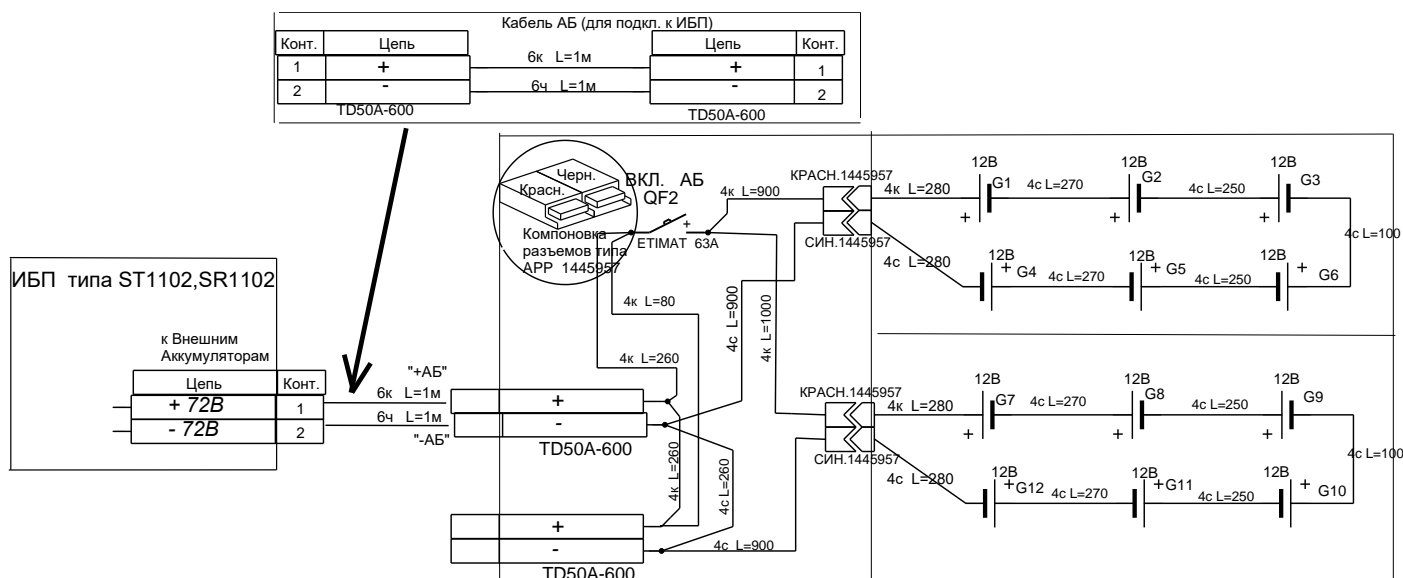 Кабель АБ (для подкл. к ИБП)
Конт. Цепь Цепь
6к L=1м
1 + + 1
2 - 6ч L=1м - 2
TD50A-600 TD50A-600
Черн.
Красн.
Компоновка
разъемов типа
APP 1445957
ВКЛ. АБ
QF2
+
ETIMAT 63A
4к L=900
КРАСН.1445957
СИН.1445957
4к L=280
12В G1
+
4с L=270
12В G2
+
4с L=250
12В G3
+
4с L=100
4с L=280
12В
+ G4
4с L=270
12В
+ G5
4с L=250
12В
+ G6
ИБП типа ST1102,SR1102
к Внешним
Аккумуляторам
Цепь Конт.
+ 72В 1
- 72В 2
"+АБ"
6к L=1м
6ч L=1м
"-АБ"
+
-
TD50A-600
4к L=80
4к L=260
4с L=900
4к L=1000
4к L=260
4с L=260
+
-
TD50A-600
4с L=900
КРАСН.1445957
СИН.1445957
4к L=280
12В
G7
+
4с L=270
12В
G8
+
4с L=250
12В
G9
+
4с L=100
4с L=280
12В
+
G12
4с L=270
12В
+G11
4с L=250
12В
+ G10